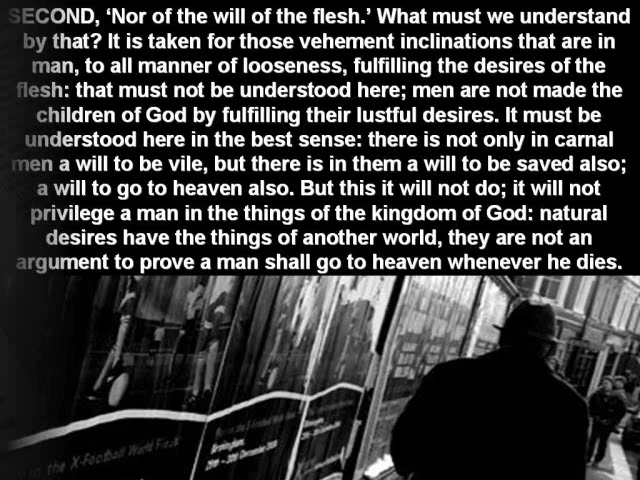 SECOND, ‘Nor of the will of the flesh.’ What must we understand
by that? It is taken for those vehement inclinations that are in
man, to all manner of looseness, fulfilling the desires of the
flesh: that must not be understood here; men are not made the
children of God by fulfilling their lustful desires. It must be
understood here in the best sense: there is not only in carnal
men a will to be vile, but there is in them a will to be saved also;
a will to go to heaven also. But this it will not do; it will not
privilege a man in the things of the kingdom of God: natural
desires have the things of another world, they are not an
argument to prove a man shall go to heaven whenever he dies.
in the X-Football World F
Birmingham,